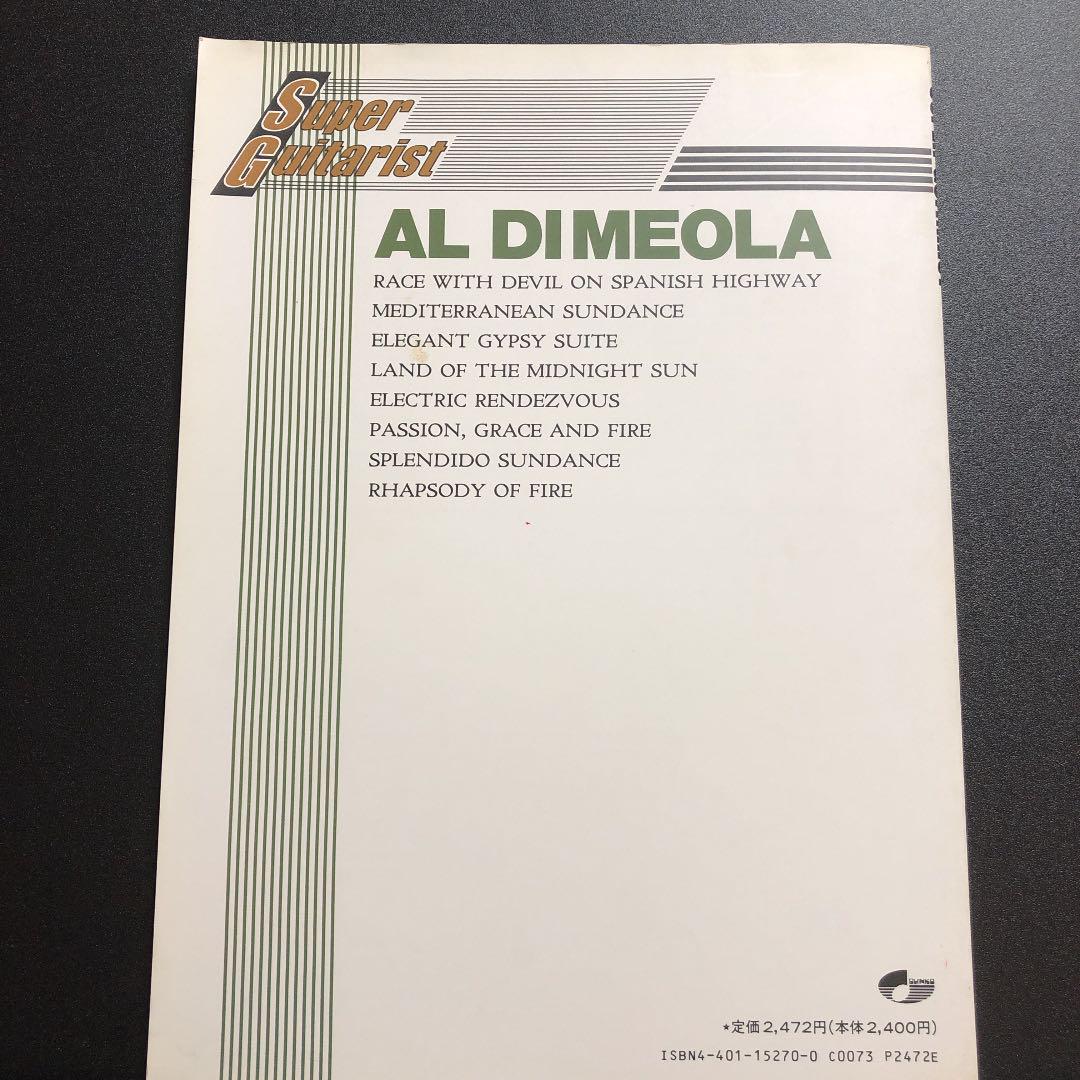 Super
Guitarist
AL DI MEOLA
RACE WITH DEVIL ON SPANISH HIGHWAY
MEDITERRANEAN SUNDANCE
ELEGANT GYPSY SUITE
LAND OF THE MIDNIGHT SUN
ELECTRIC RENDEZVOUS
PASSION, GRACE AND FIRE
SPLENDIDO SUNDANCE
RHAPSODY OF FIRE
★定価2,472円(本体2,400円)
ISBN4-401-15270-0 C0073 P2472E